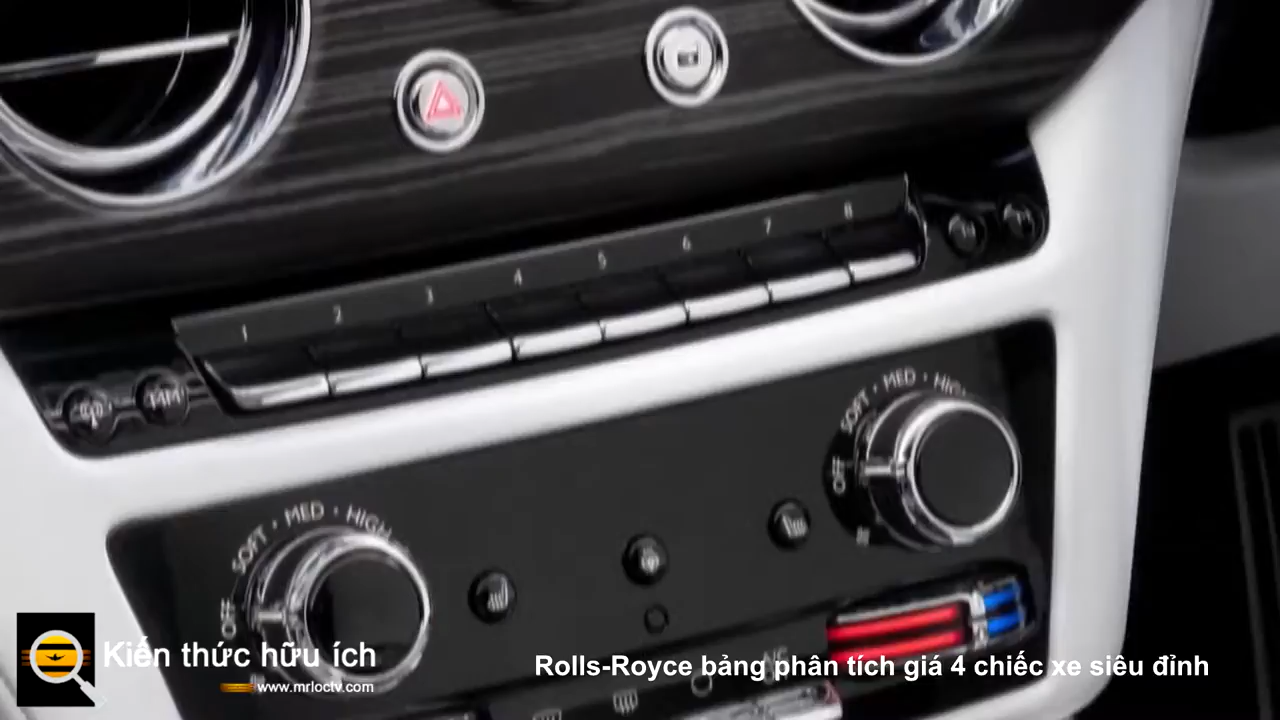 1 2 3 4 5 6 7 8
SOFT · MED · HIGH
OFF
SOFT · MED · HIGH
OFF
A/C
Kiến thức hữu ích
www.mrloctv.com
Rolls-Royce bảng phân tích giá 4 chiếc xe siêu đỉnh